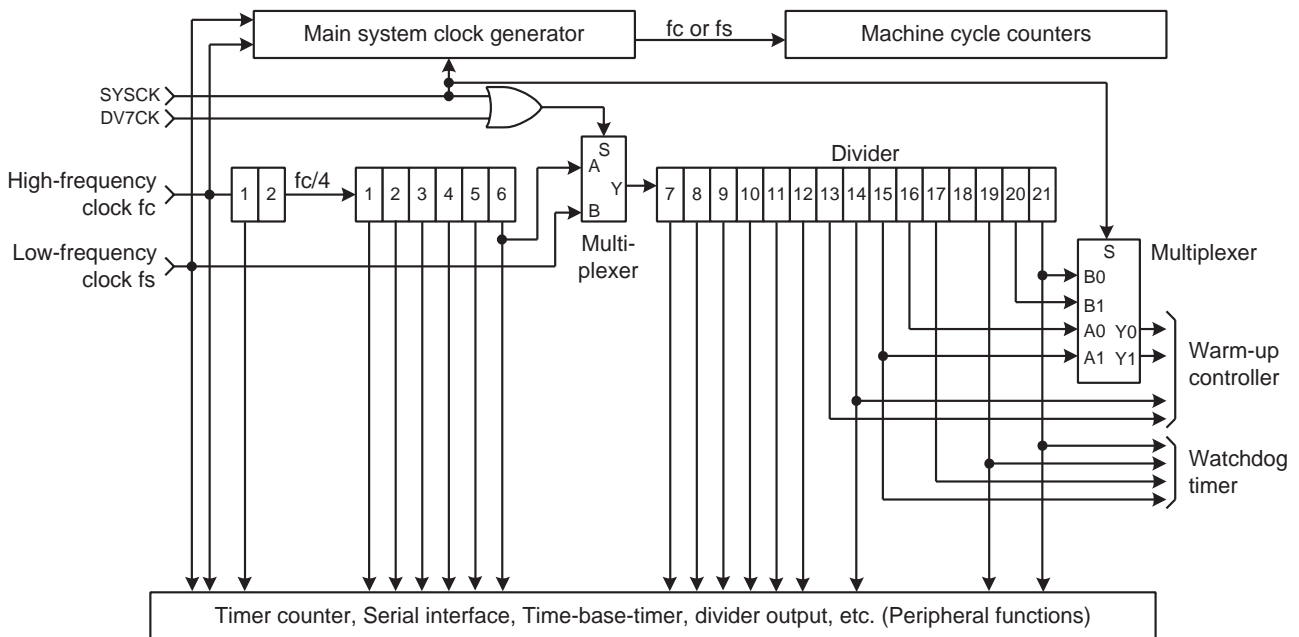 Main system clock generator
fc or fs
Machine cycle counters
SYSCK
DV7CK
High-frequency
clock fc
Low-frequency
clock fs
1 2
fc/4
1 2 3 4 5 6
S
A
Y
B
Multi-
plexer
Divider
7 8 9 10 11 12 13 14 15 16 17 18 19 20 21
S
B0
B1
A0 Y0
A1 Y1
Multiplexer
Warm-up
controller
Watchdog
timer
Timer counter, Serial interface, Time-base-timer, divider output, etc. (Peripheral functions)